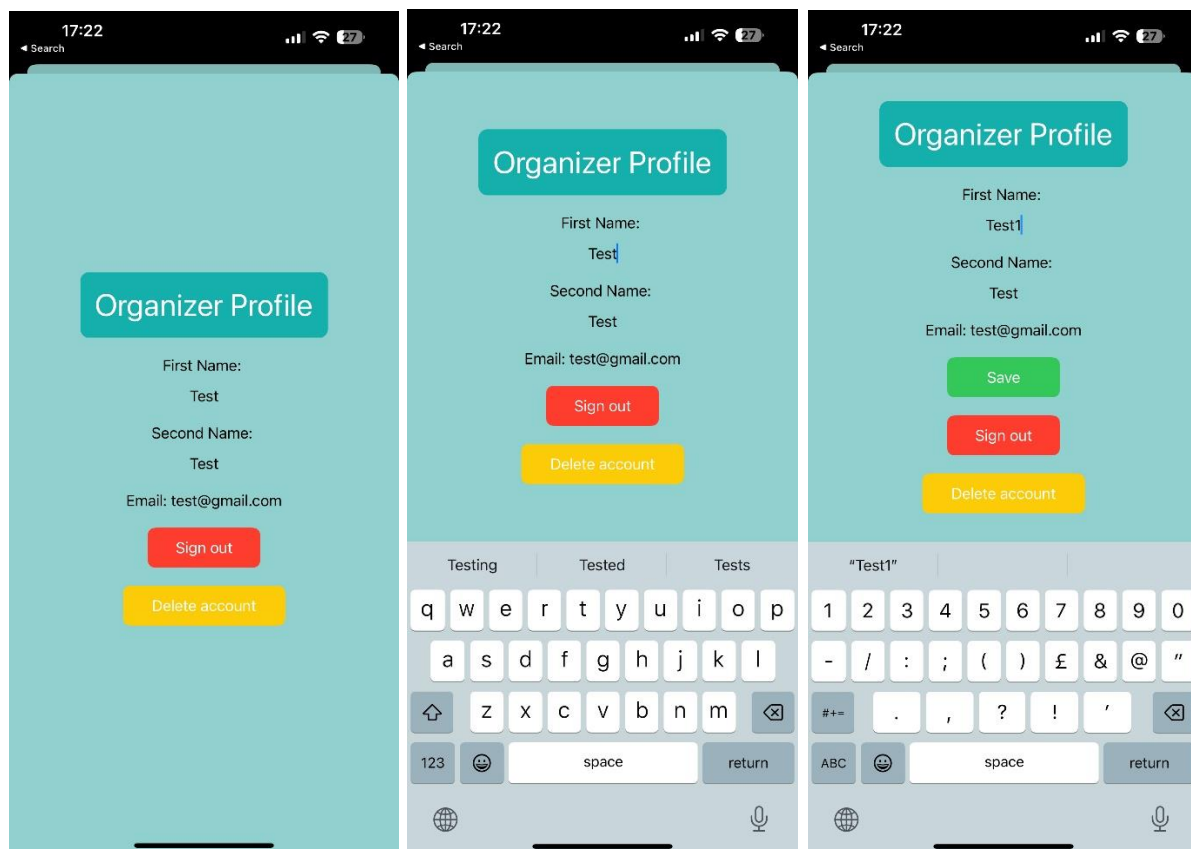 17:22
◄ Search
27
Organizer Profile
First Name:
Test
Second Name:
Test
Email: test@gmail.com
Sign out
Delete account
17:22
◄ Search
27
Organizer Profile
First Name:
Test
Second Name:
Test
Email: test@gmail.com
Sign out
Delete account
Testing Tested Tests
q w e r t y u i o p
a s d f g h j k l
z x c v b n m
123 space return
17:22
◄ Search
27
Organizer Profile
First Name:
Test1
Second Name:
Test
Email: test@gmail.com
Save
Sign out
Delete account
“Test1”
1 2 3 4 5 6 7 8 9 0
- / : ; ( ) £ & @ "
#+= . , ? ! ’
ABC space return